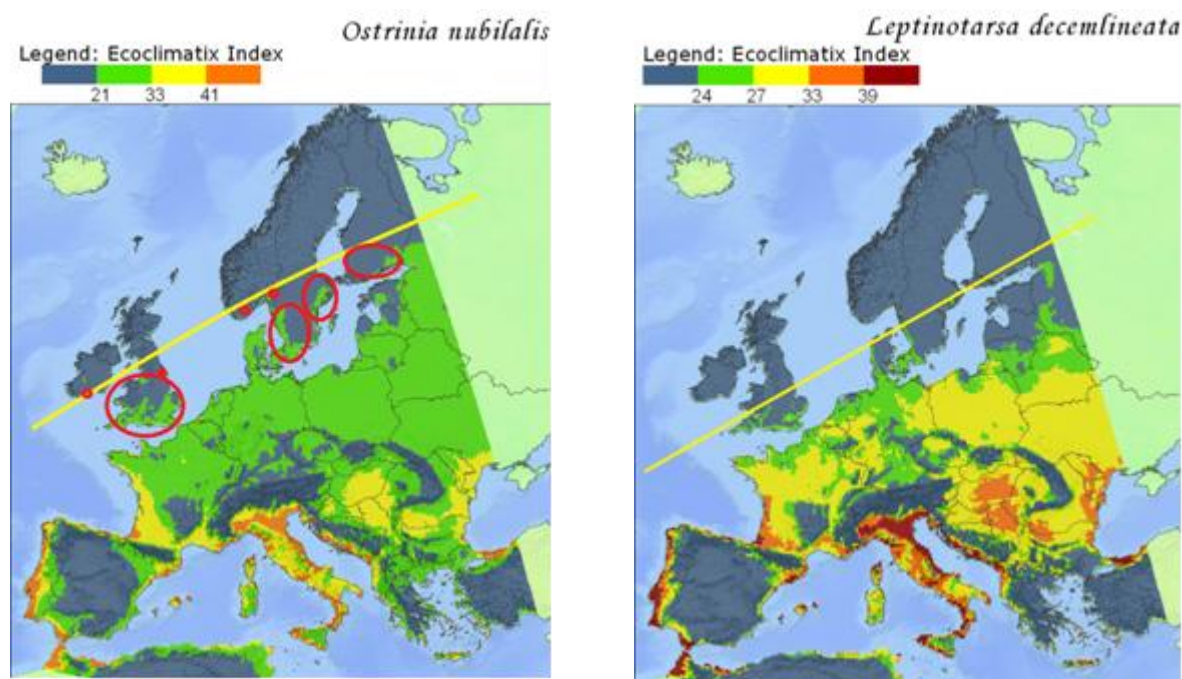 Ostrinia nubilalis
Legend: Ecoclimatix Index
21 33 41
Leptinotarsa decemlineata
Legend: Ecoclimatix Index
24 27 33 39